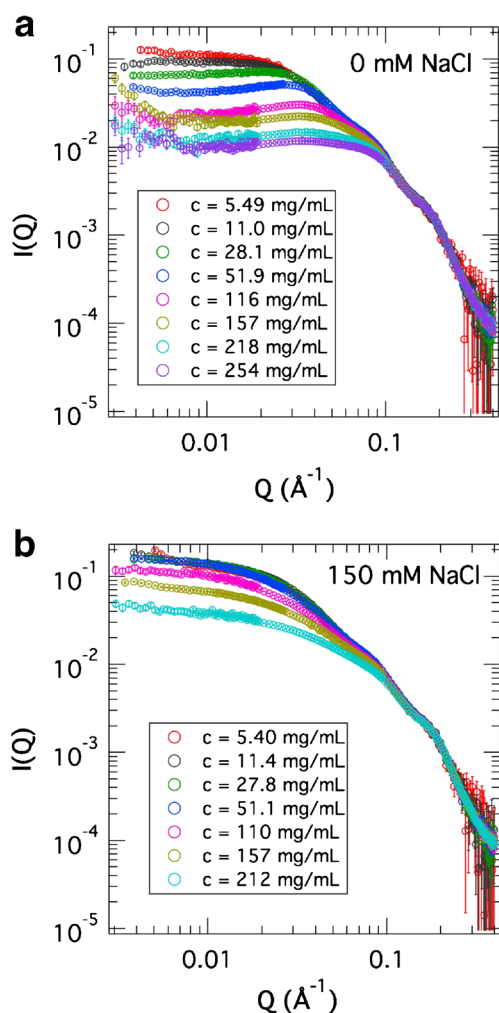 a
0 mM NaCl
10⁻¹
10⁻²
10⁻³
10⁻⁴
10⁻⁵
I(Q)
c = 5.49 mg/mL
c = 11.0 mg/mL
c = 28.1 mg/mL
c = 51.9 mg/mL
c = 116 mg/mL
c = 157 mg/mL
c = 218 mg/mL
c = 254 mg/mL
0.01 0.1
Q (Å⁻¹)
b
150 mM NaCl
10⁻¹
10⁻²
10⁻³
10⁻⁴
10⁻⁵
I(Q)
c = 5.40 mg/mL
c = 11.4 mg/mL
c = 27.8 mg/mL
c = 51.1 mg/mL
c = 110 mg/mL
c = 157 mg/mL
c = 212 mg/mL
0.01 0.1
Q (Å⁻¹)